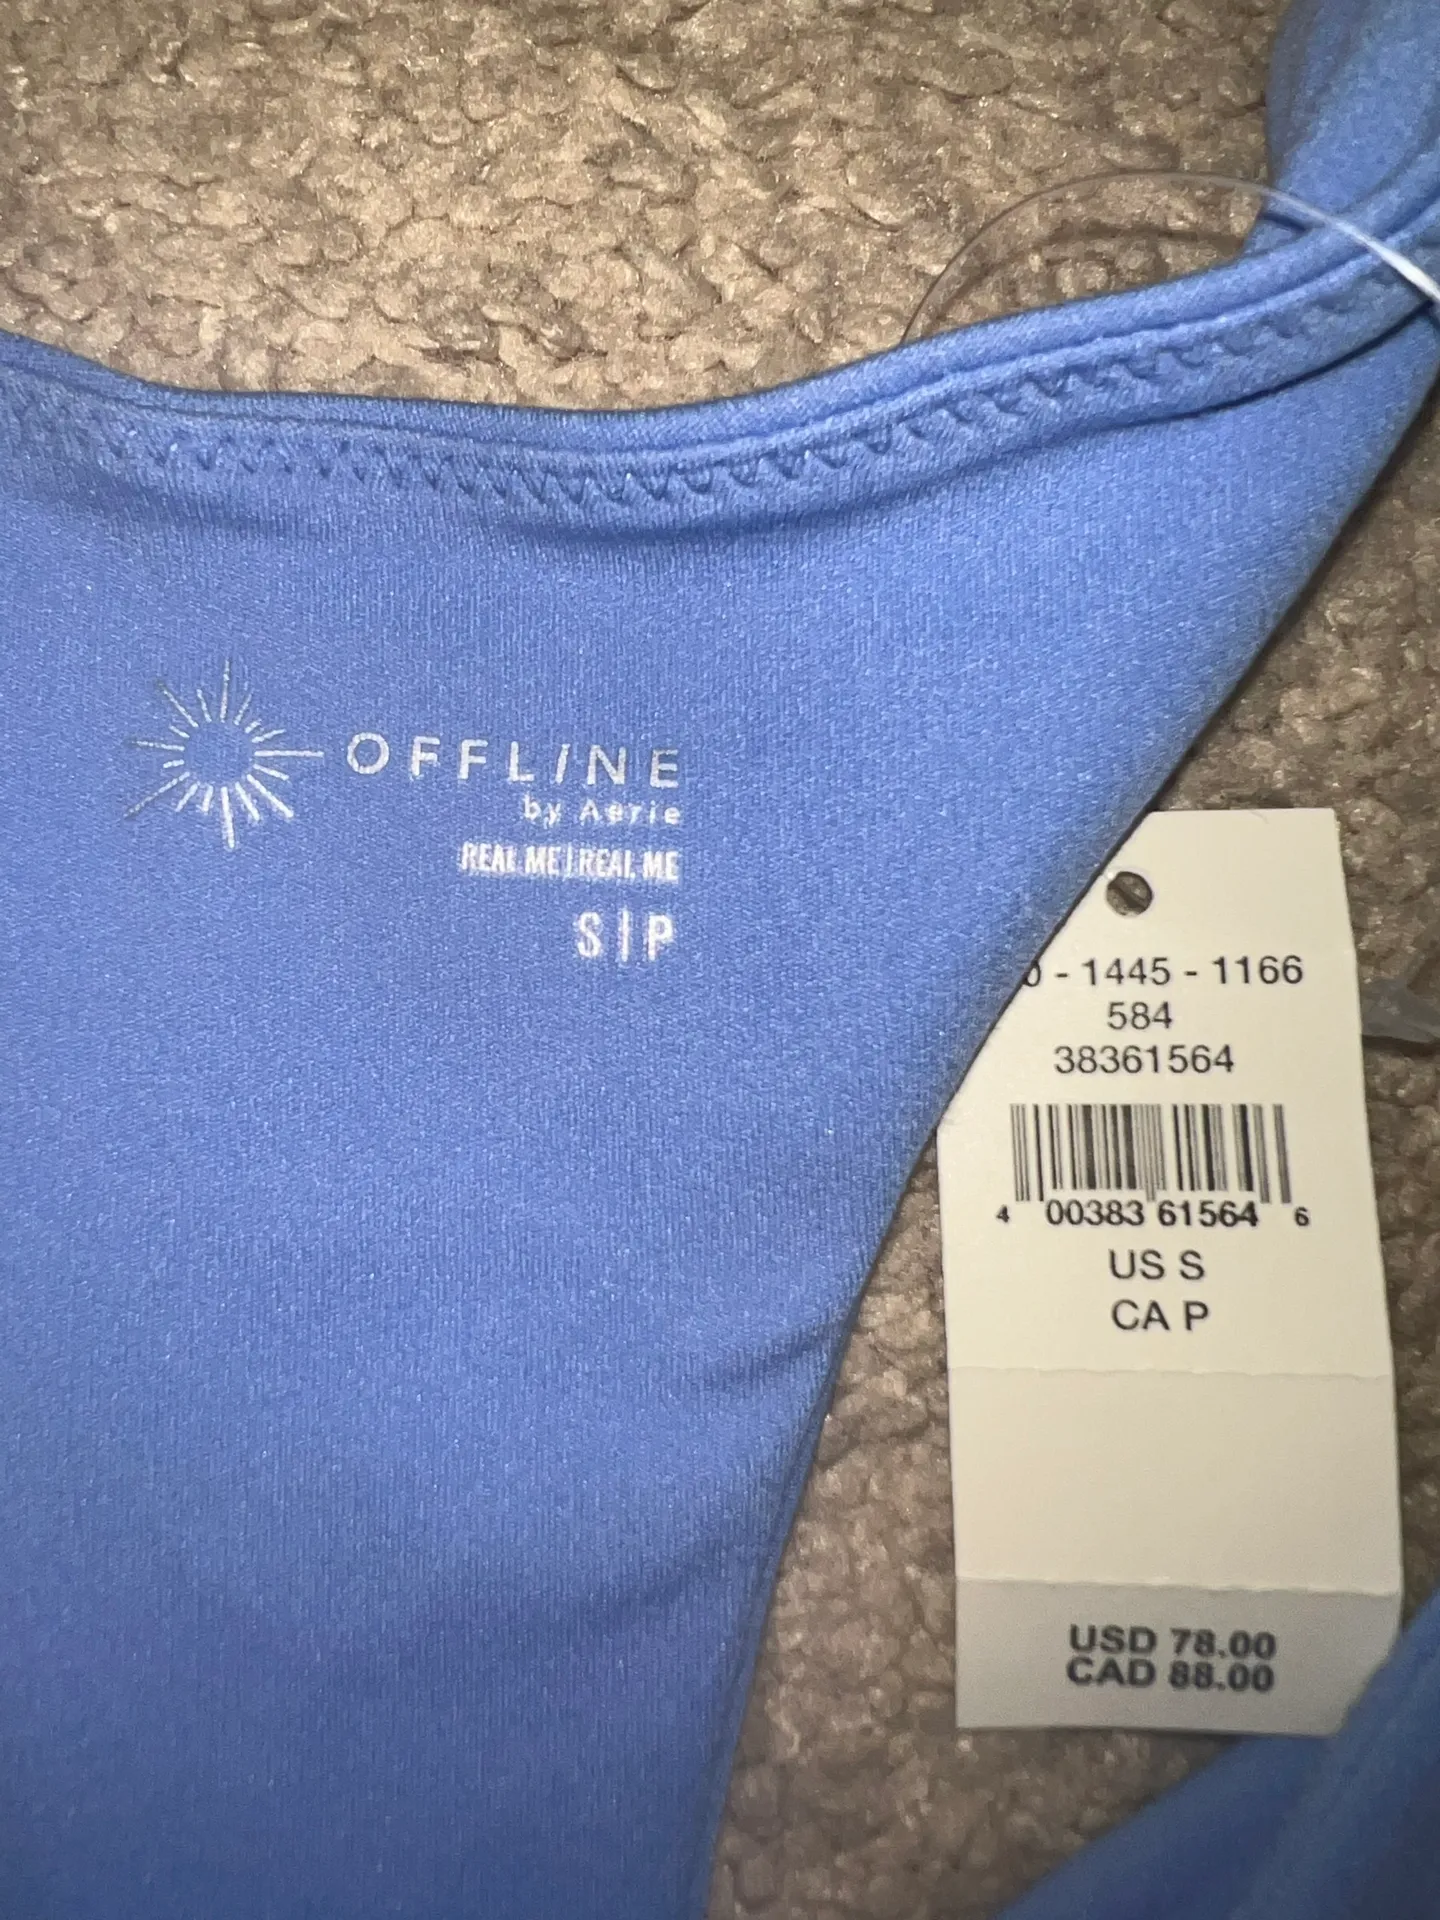 OFFLINE
by Aerie
REAL ME | REAL ME
S | P
0 - 1445 - 1166
584
38361564
4 00383 61564 6
US S
CA P
USD 78.00
CAD 88.00